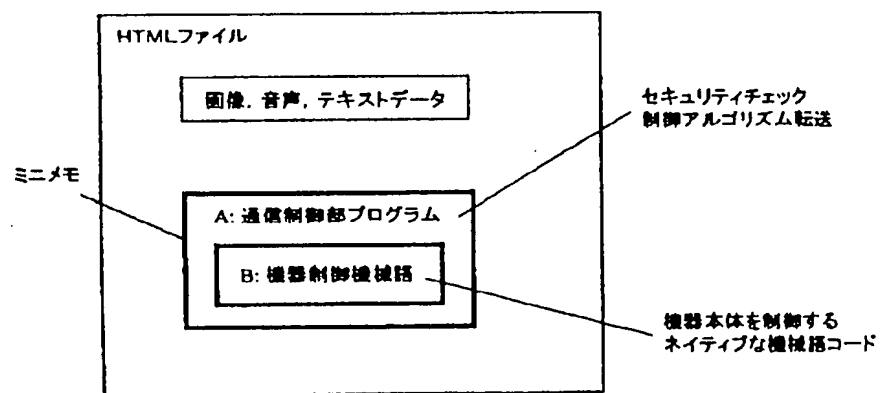 HTMLファイル
画像, 音声, テキストデータ
セキュリティチェック
制御アルゴリズム転送
ミニメモ
A: 通信制御部プログラム
B: 機器制御機械語
機器本体を制御する
ネイティブな機械語コード